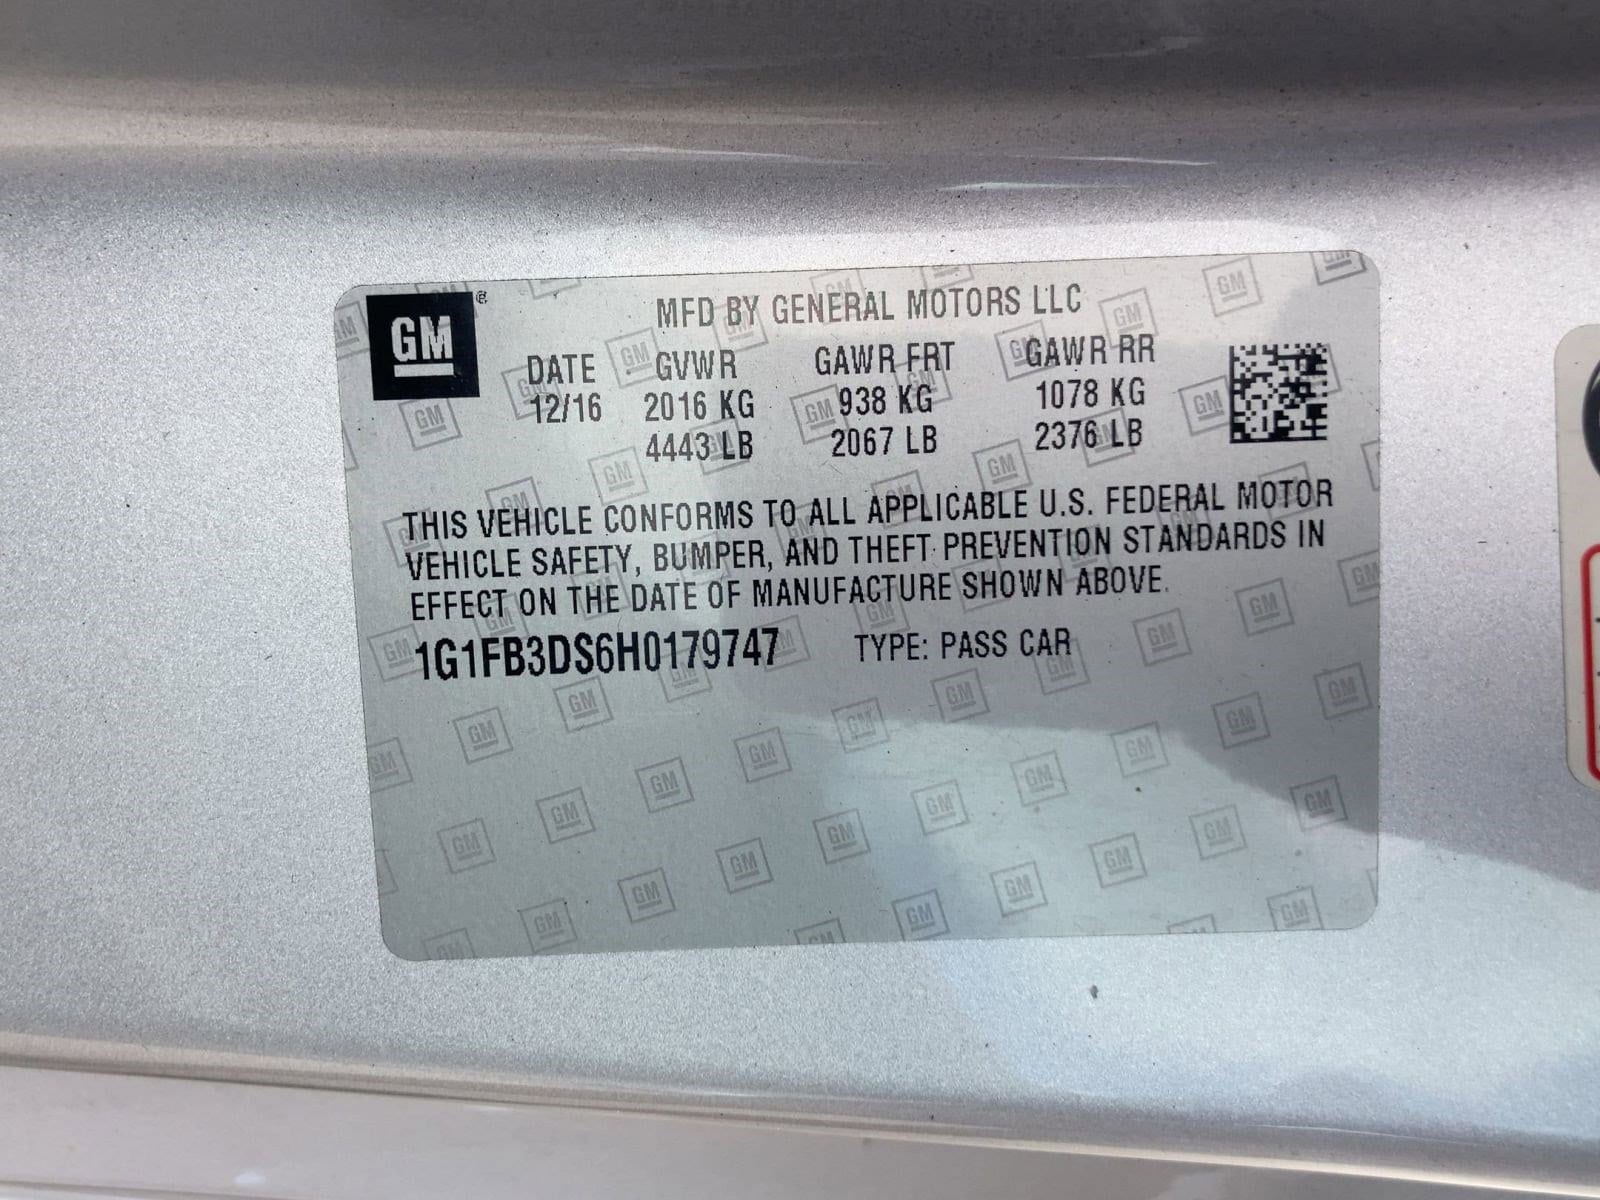 GM
MFD BY GENERAL MOTORS LLC
DATE GVWR GAWR FRT GAWR RR
12/16 2016 KG 938 KG 1078 KG
4443 LB 2067 LB 2376 LB
THIS VEHICLE CONFORMS TO ALL APPLICABLE U.S. FEDERAL MOTOR
VEHICLE SAFETY, BUMPER, AND THEFT PREVENTION STANDARDS IN
EFFECT ON THE DATE OF MANUFACTURE SHOWN ABOVE.
1G1FB3DS6H0179747 TYPE: PASS CAR